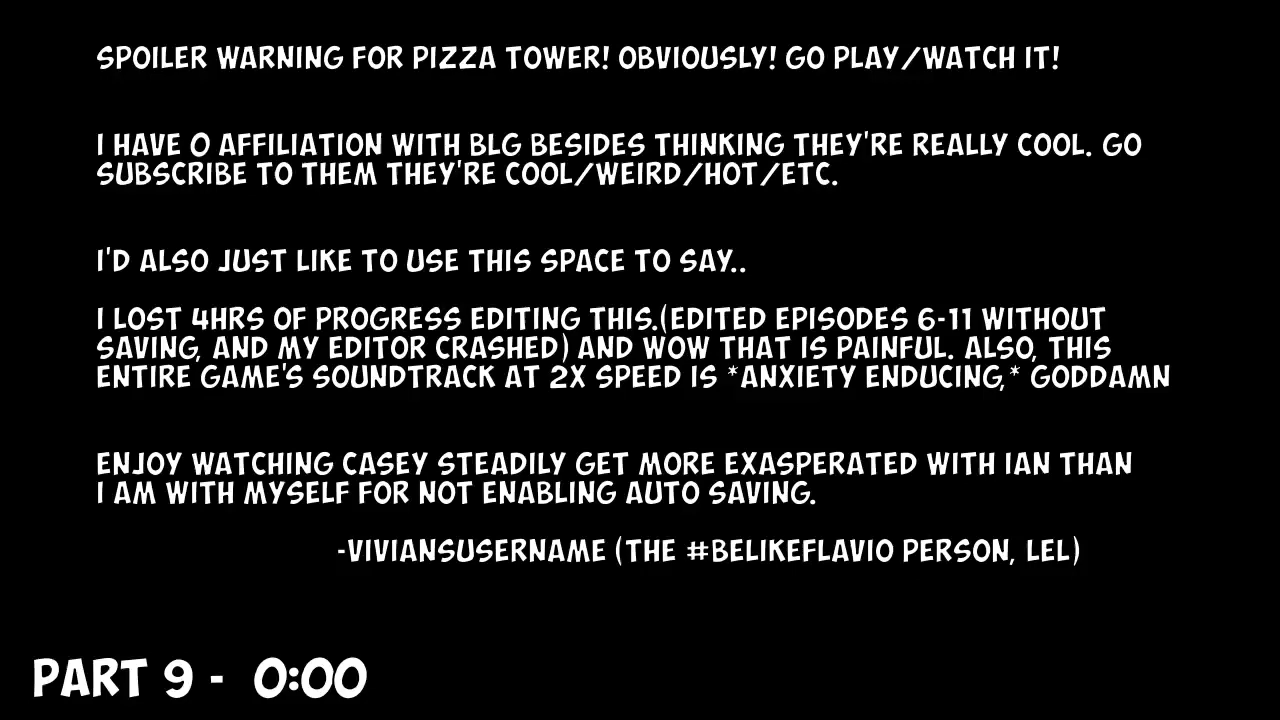 SPOILER WARNING FOR PIZZA TOWER! OBVIOUSLY! GO PLAY/WATCH IT!
I HAVE 0 AFFILIATION WITH BLG BESIDES THINKING THEY'RE REALLY COOL. GO
SUBSCRIBE TO THEM THEY'RE COOL/WEIRD/HOT/ETC.
I'D ALSO JUST LIKE TO USE THIS SPACE TO SAY..
I LOST 4HRS OF PROGRESS EDITING THIS.(EDITED EPISODES 6-11 WITHOUT
SAVING, AND MY EDITOR CRASHED) AND WOW THAT IS PAINFUL. ALSO, THIS
ENTIRE GAME'S SOUNDTRACK AT 2X SPEED IS *ANXIETY ENDUCING,* GODDAMN
ENJOY WATCHING CASEY STEADILY GET MORE EXASPERATED WITH IAN THAN
I AM WITH MYSELF FOR NOT ENABLING AUTO SAVING.
-VIVIANSUSERNAME (THE #BELIKEFLAVIO PERSON, LEL)
PART 9 - 0:00